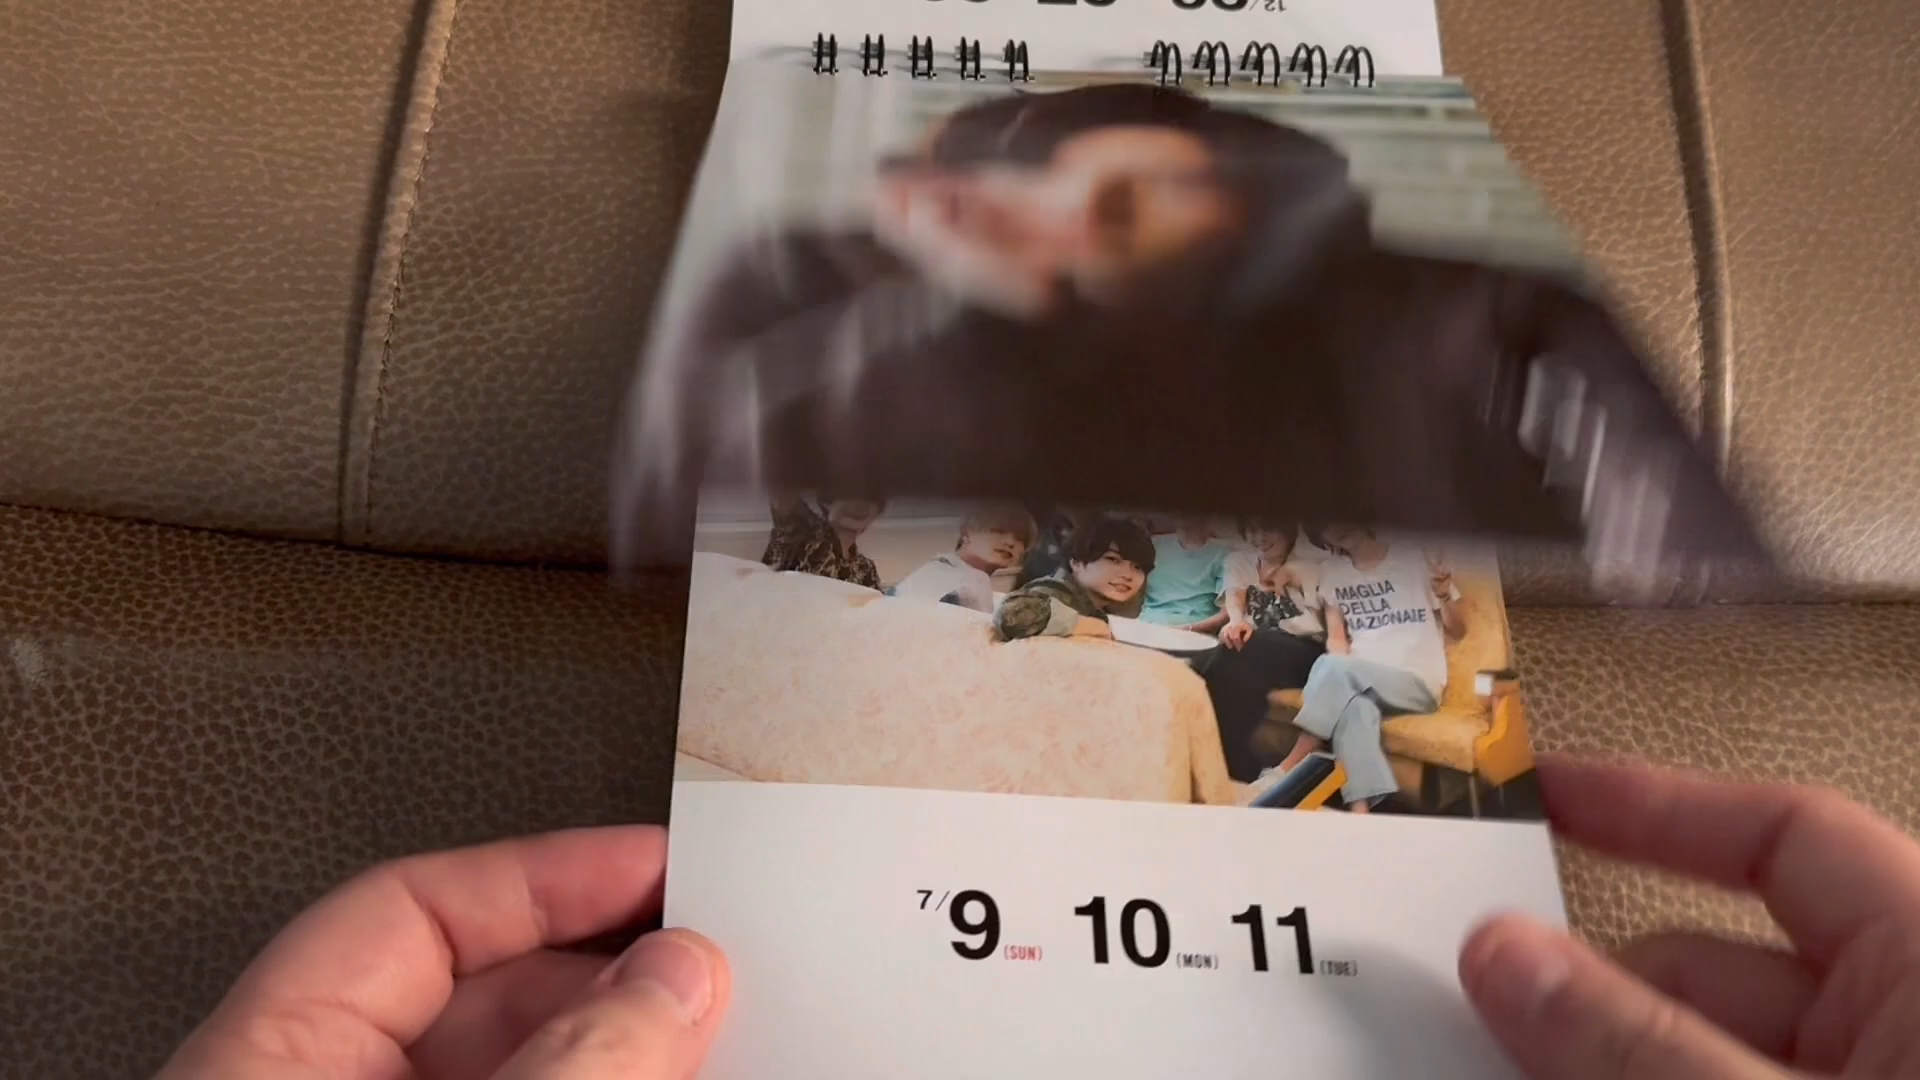 MAGLIA
DELLA
NAZIONALE
7/9 (SUN) 10 (MON) 11 (TUE)